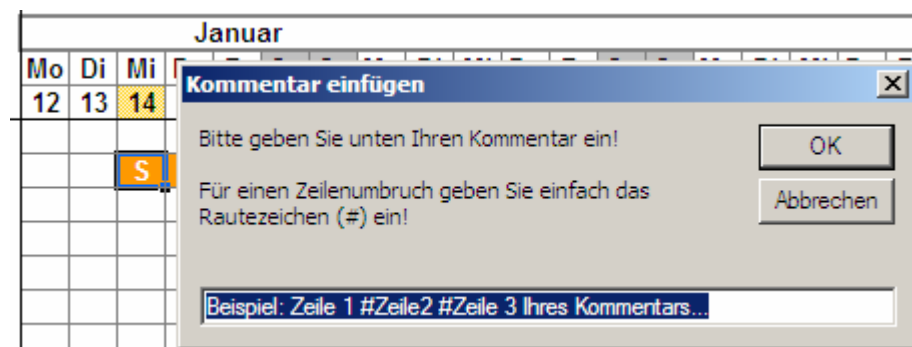 Januar
Mo Di Mi
Kommentar einfügen
12 13 14
Bitte geben Sie unten Ihren Kommentar ein!
OK
S
Für einen Zeilenumbruch geben Sie einfach das
Rautezeichen (#) ein!
Abbrechen
Beispiel: Zeile 1 #Zeile2 #Zeile 3 Ihres Kommentars...